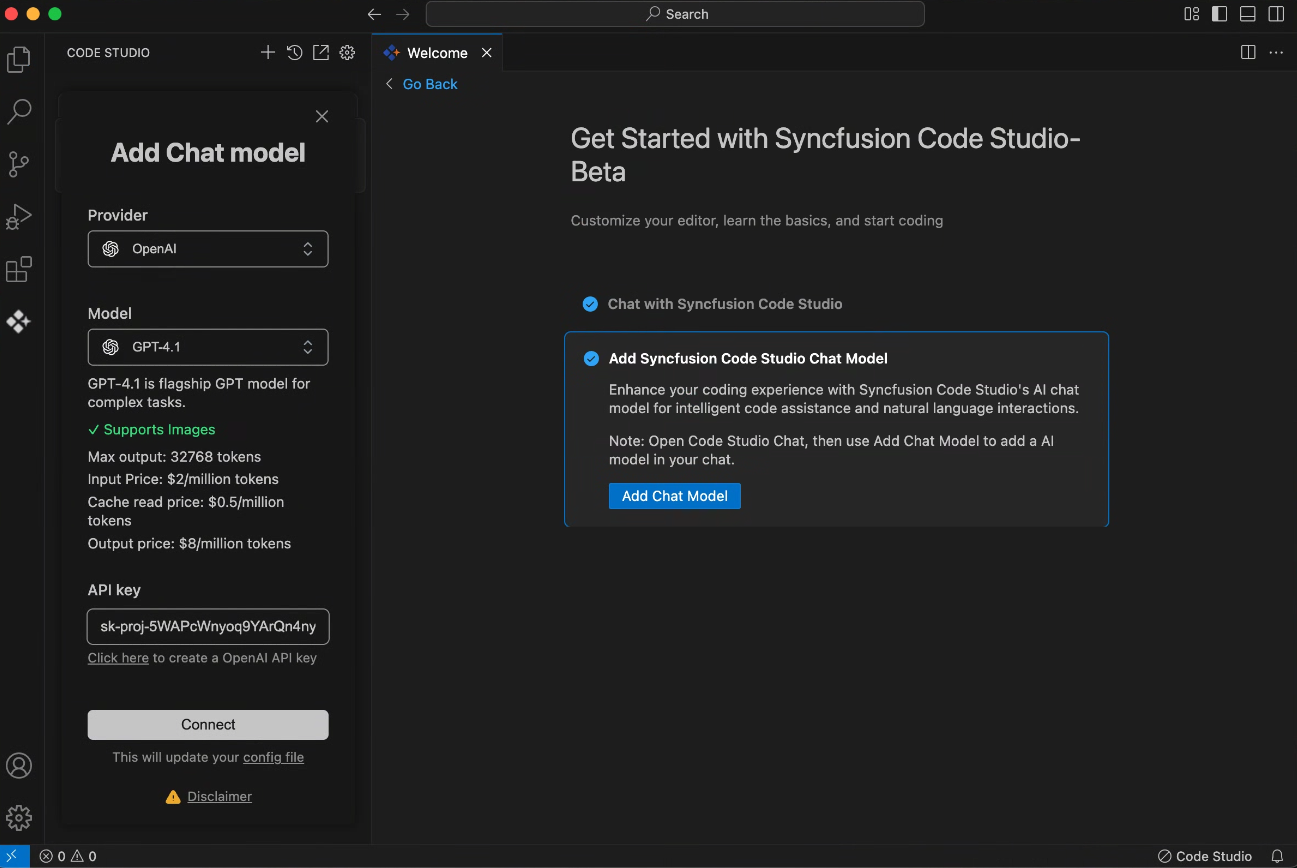 Search
CODE STUDIO
Welcome
Go Back
Add Chat model
Provider
OpenAI
Model
GPT-4.1
GPT-4.1 is flagship GPT model for
complex tasks.
✓ Supports Images
Max output: 32768 tokens
Input Price: $2/million tokens
Cache read price: $0.5/million
tokens
Output price: $8/million tokens
API key
sk-proj-5WAPcWnyoq9YArQn4ny
Click here to create a OpenAI API key
Connect
This will update your config file
Disclaimer
Get Started with Syncfusion Code Studio-
Beta
Customize your editor, learn the basics, and start coding
Chat with Syncfusion Code Studio
Add Syncfusion Code Studio Chat Model
Enhance your coding experience with Syncfusion Code Studio's AI chat
model for intelligent code assistance and natural language interactions.
Note: Open Code Studio Chat, then use Add Chat Model to add a AI
model in your chat.
Add Chat Model
0 0
Code Studio